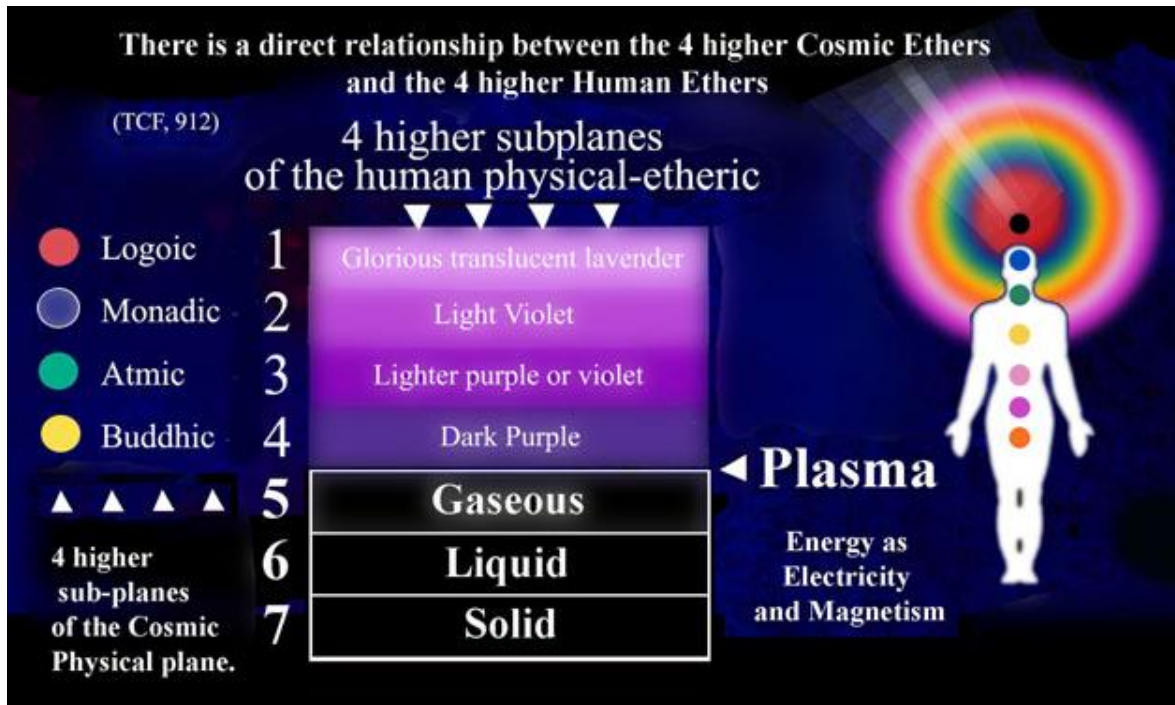 There is a direct relationship between the 4 higher Cosmic Ethers
and the 4 higher Human Ethers
(TCF, 912)
4 higher subplanes
of the human physical-etheric
Logoic
1
Glorious translucent lavender
Monadic
2
Light Violet
Atmic
3
Lighter purple or violet
Buddhic
4
Dark Purple
Plasma
5
Gaseous
6
Liquid
7
Solid
4 higher
sub-planes
of the Cosmic
Physical plane.
Energy as
Electricity
and Magnetism